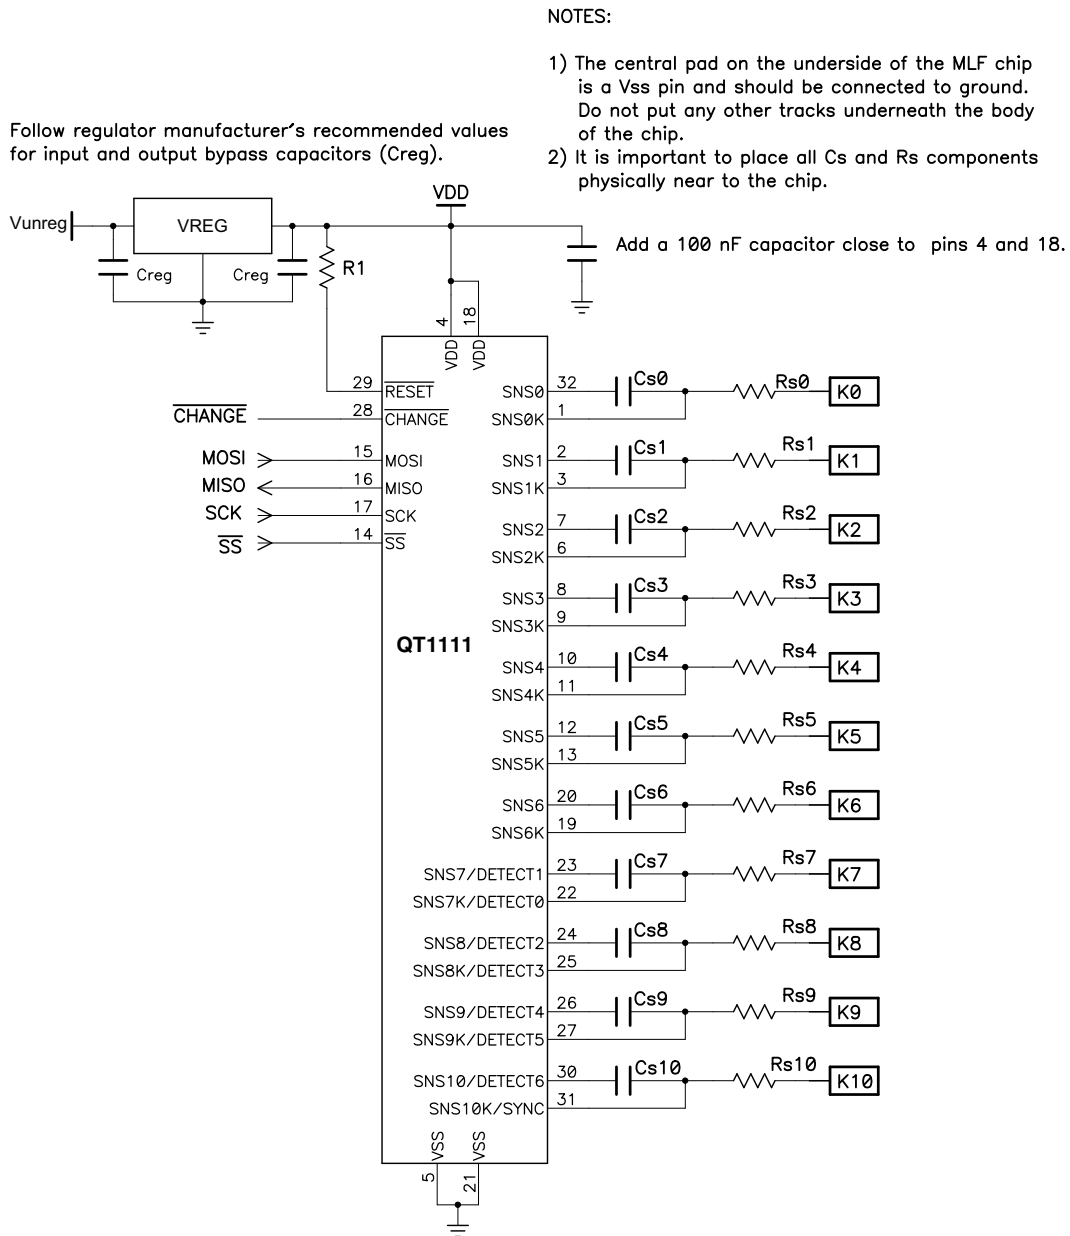 NOTES:
1) The central pad on the underside of the MLF chip
is a Vss pin and should be connected to ground.
Do not put any other tracks underneath the body
of the chip.
2) It is important to place all Cs and Rs components
physically near to the chip.
Follow regulator manufacturer's recommended values
for input and output bypass capacitors (Creg).
VDD
Vunreg
VREG
Creg
Creg
R1
Add a 100 nF capacitor close to pins 4 and 18.
4
18
VDD
VDD
29
RESET
28
CHANGE
CHANGE
MOSI
15
MOSI
MISO
16
MISO
SCK
17
SCK
SS
14
SS
QT1111
SNS0
32
Cs0
Rs0
K0
SNS0K
1
SNS1
2
Cs1
Rs1
K1
SNS1K
3
SNS2
7
Cs2
Rs2
K2
SNS2K
6
SNS3
8
Cs3
Rs3
K3
SNS3K
9
SNS4
10
Cs4
Rs4
K4
SNS4K
11
SNS5
12
Cs5
Rs5
K5
SNS5K
13
SNS6
20
Cs6
Rs6
K6
SNS6K
19
SNS7/DETECT1
23
Cs7
Rs7
K7
SNS7K/DETECT0
22
SNS8/DETECT2
24
Cs8
Rs8
K8
SNS8K/DETECT3
25
SNS9/DETECT4
26
Cs9
Rs9
K9
SNS9K/DETECT5
27
SNS10/DETECT6
30
Cs10
Rs10
K10
SNS10K/SYNC
31
VSS
VSS
5
21